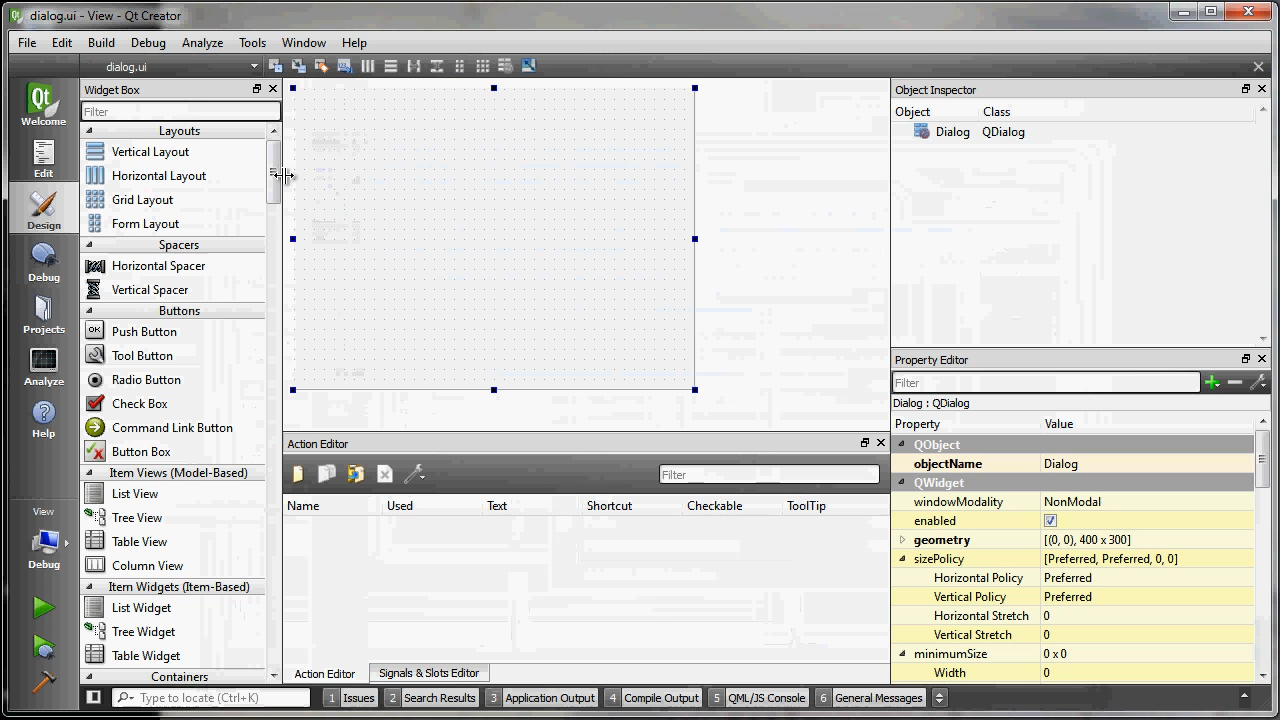 dialog.ui - View - Qt Creator
File Edit Build Debug Analyze Tools Window Help
dialog.ui
Qt
Welcome
Edit
Design
Debug
Projects
Analyze
Help
View
Debug
Widget Box
Filter
Layouts
Vertical Layout
Horizontal Layout
Grid Layout
Form Layout
Spacers
Horizontal Spacer
Vertical Spacer
Buttons
OK Push Button
Tool Button
Radio Button
Check Box
Command Link Button
Button Box
Item Views (Model-Based)
List View
Tree View
Table View
Column View
Item Widgets (Item-Based)
List Widget
Tree Widget
Table Widget
Containers
Action Editor
Filter
Name Used Text Shortcut Checkable ToolTip
Action Editor Signals & Slots Editor
Object Inspector
Object Class
Dialog QDialog
Property Editor
Filter
Dialog : QDialog
Property Value
QObject
objectName Dialog
QWidget
windowModality NonModal
enabled
geometry [(0, 0), 400 x 300]
sizePolicy [Preferred, Preferred, 0, 0]
Horizontal Policy Preferred
Vertical Policy Preferred
Horizontal Stretch 0
Vertical Stretch 0
minimumSize 0 x 0
Width 0
Type to locate (Ctrl+K) 1 Issues 2 Search Results 3 Application Output 4 Compile Output 5 QML/JS Console 6 General Messages